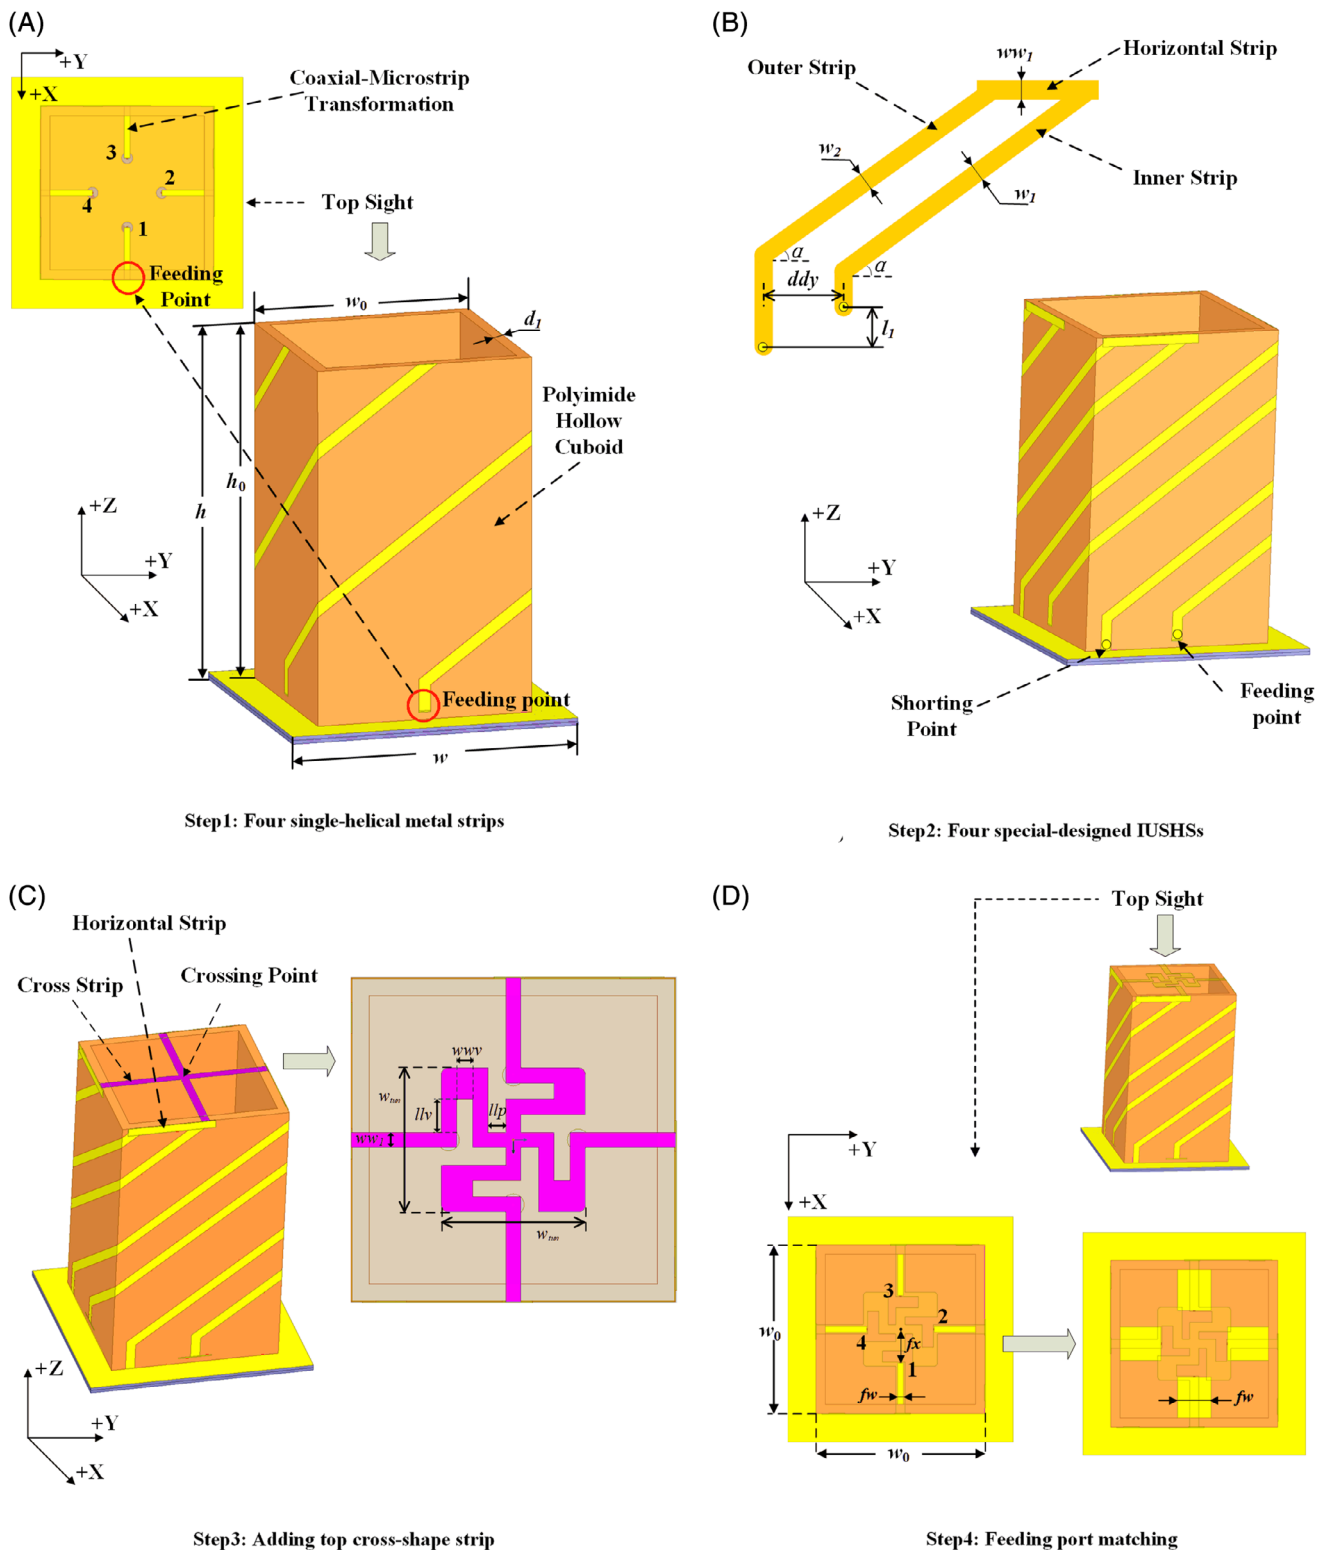 (A)
+Y
+X
Coaxial-Microstrip
Transformation
3
2
4
1
Top Sight
Feeding
Point
w0
d1
Polyimide
Hollow
Cuboid
h0
h
+Z
+Y
+X
Feeding point
w
Step1: Four single-helical metal strips
(B)
ww1
Horizontal Strip
Outer Strip
w2
Inner Strip
w1
a
a
ddy
l1
+Z
+Y
+X
Shorting
Point
Feeding
point
Step2: Four special-designed IUSHSs
(C)
Horizontal Strip
Cross Strip
Crossing Point
wwv
wtun
llv
llp
ww1
wtun
+Z
+Y
+X
Step3: Adding top cross-shape strip
(D)
Top Sight
+Y
+X
3
2
w0
4
fx
1
fw
fw
w0
Step4: Feeding port matching